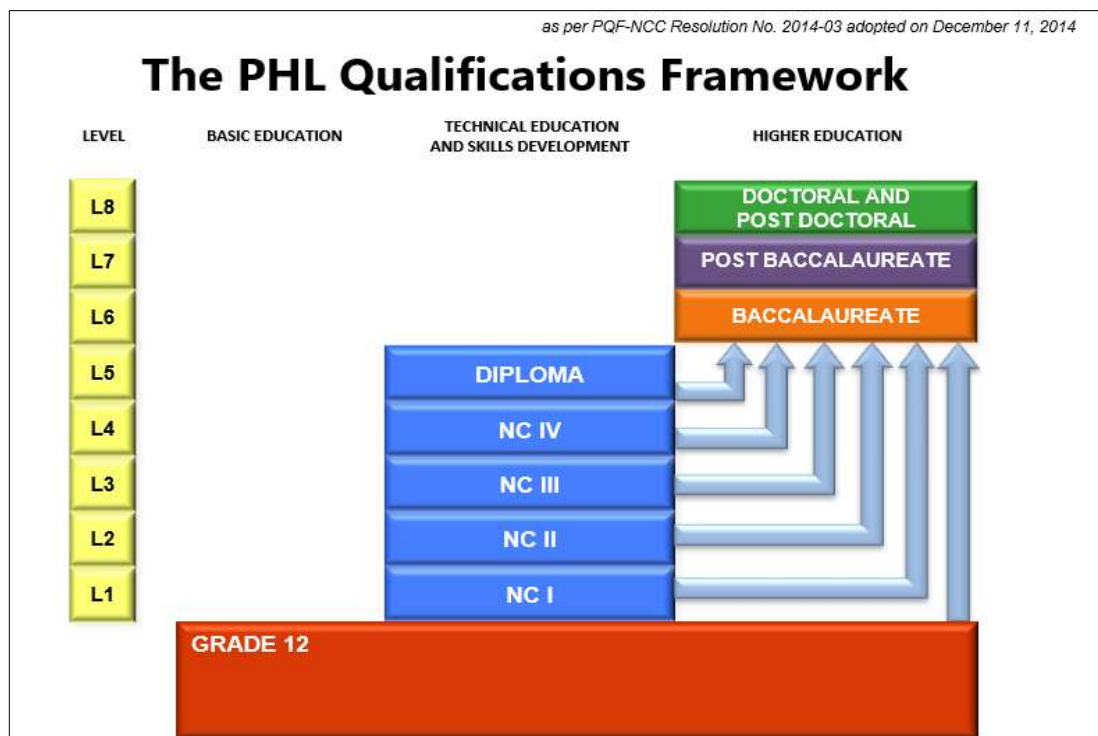 as per PQF-NCC Resolution No. 2014-03 adopted on December 11, 2014
The PHL Qualifications Framework
LEVEL
BASIC EDUCATION
TECHNICAL EDUCATION
AND SKILLS DEVELOPMENT
HIGHER EDUCATION
L8
DOCTORAL AND
POST DOCTORAL
L7
POST BACCALAUREATE
L6
BACCALAUREATE
L5
DIPLOMA
L4
NC IV
L3
NC III
L2
NC II
L1
NC I
GRADE 12